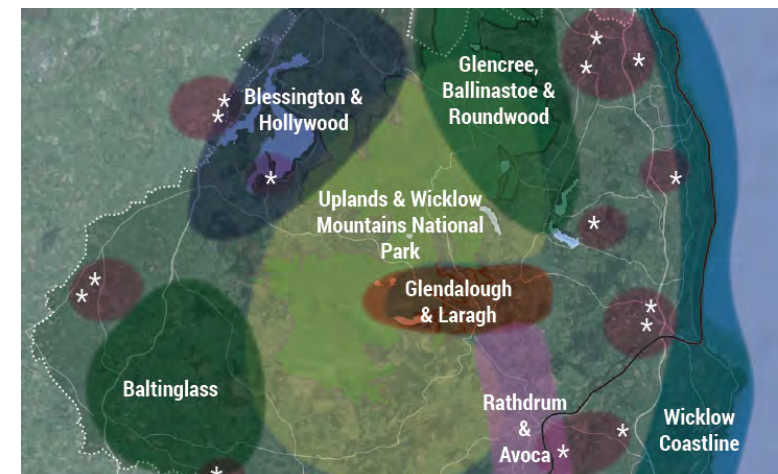 Blessington &
Hollywood
Glencree,
Ballinastoe &
Roundwood
Uplands & Wicklow
Mountains National
Park
Glendalough
& Laragh
Baltinglass
Rathdrum
&
Avoca
Wicklow
Coastline